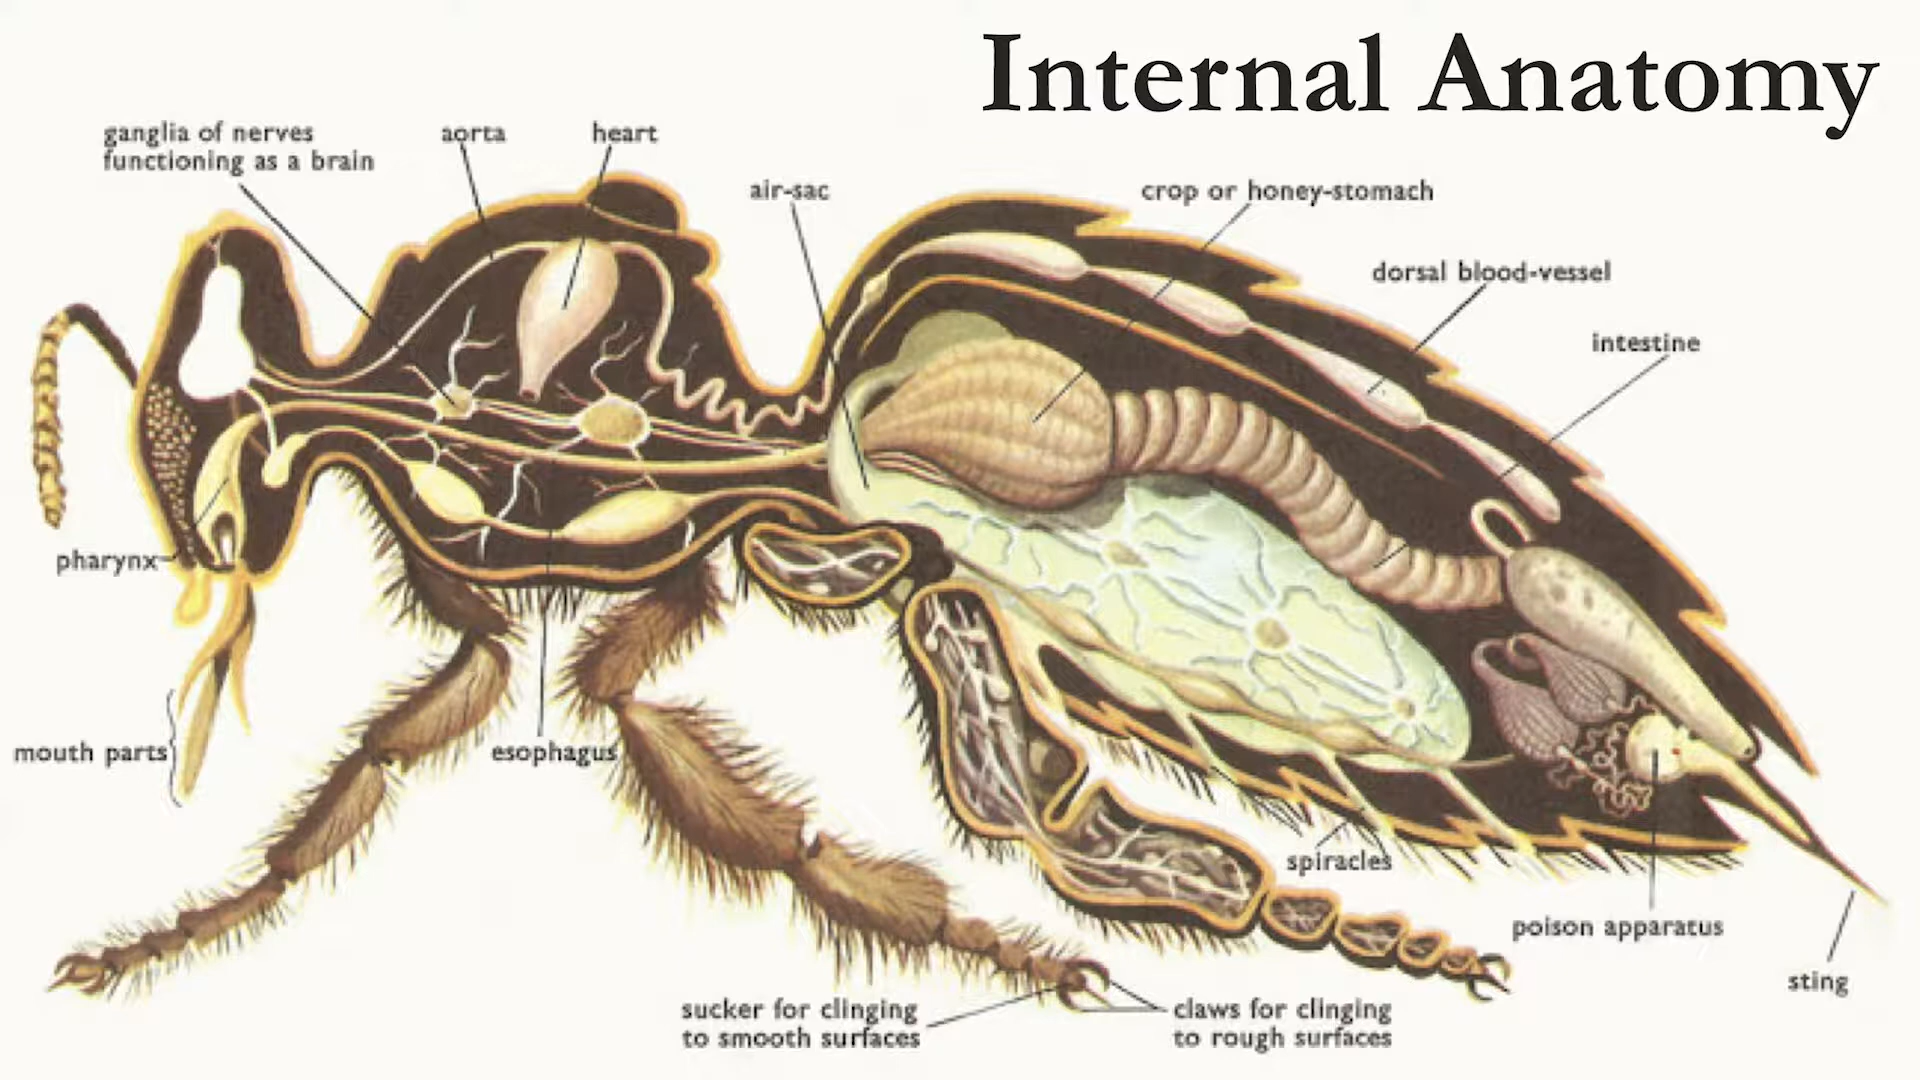 Internal Anatomy
ganglia of nerves
functioning as a brain
aorta
heart
air-sac
crop or honey-stomach
dorsal blood-vessel
intestine
pharynx
mouth parts
esophagus
spiracles
poison apparatus
sting
sucker for clinging
to smooth surfaces
claws for clinging
to rough surfaces